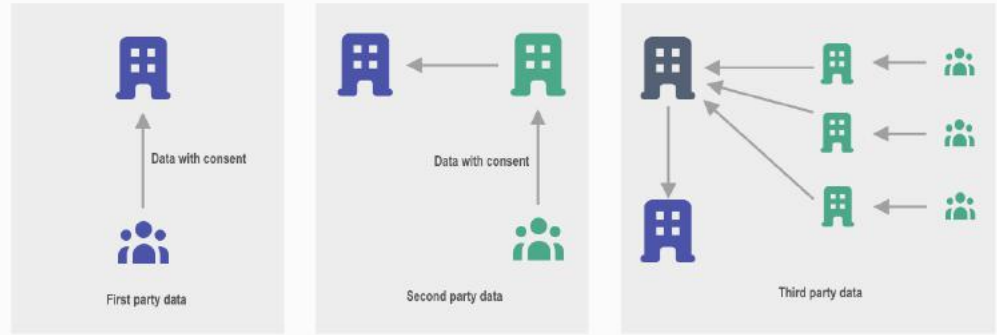 Data with consent
First party data
Data with consent
Second party data
Third party data